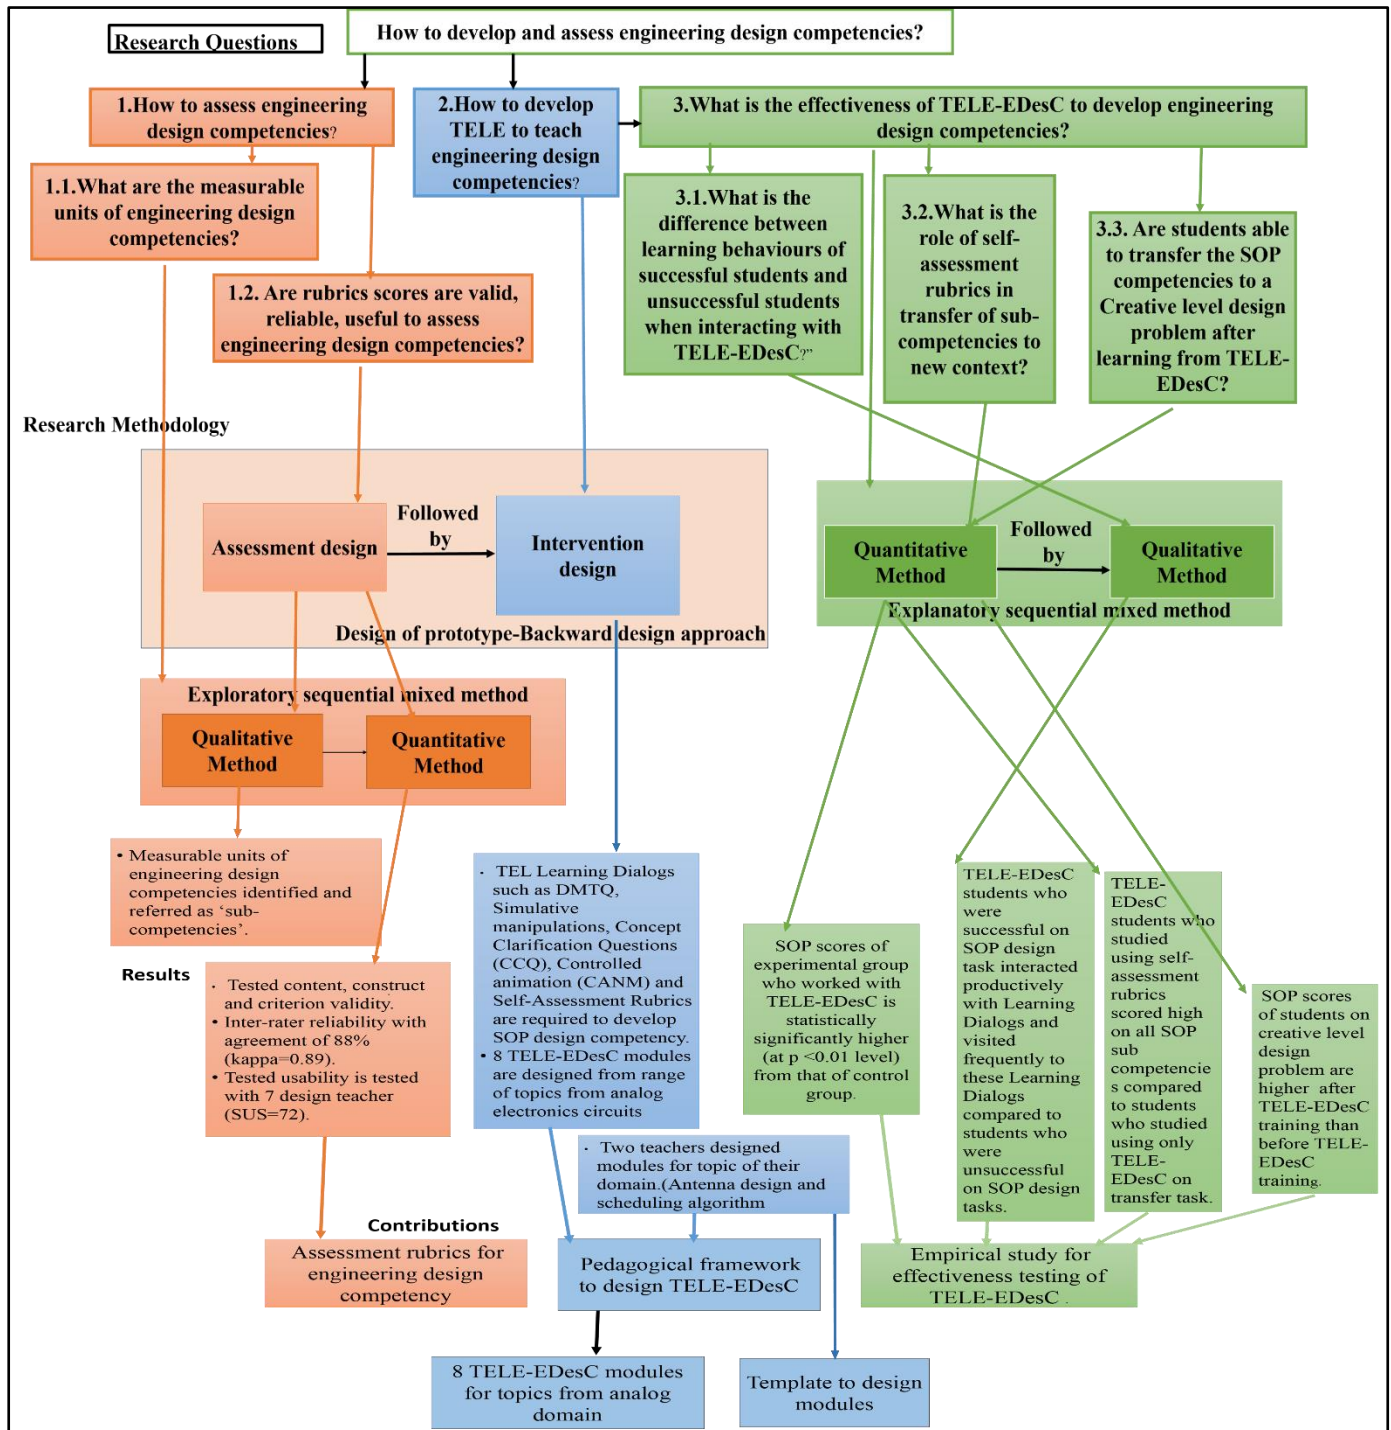 Research Questions
How to develop and assess engineering design competencies?
1.How to assess engineering
design competencies?
2.How to develop
TELE to teach
engineering design
competencies?
3.What is the effectiveness of TELE-EDesC to develop engineering
design competencies?
1.1.What are the measurable
units of engineering design
competencies?
1.2. Are rubrics scores are valid,
reliable, useful to assess
engineering design competencies?
3.1.What is the
difference between
learning behaviours of
successful students and
unsuccessful students
when interacting with
TELE-EDesC?”
3.2.What is the
role of self-
assessment
rubrics in
transfer of sub-
competencies to
new context?
3.3. Are students able
to transfer the SOP
competencies to a
Creative level design
problem after
learning from TELE-
EDesC?
Research Methodology
Assessment design
Followed
by
Intervention
design
Design of prototype-Backward design approach
Quantitative
Method
Followed
by
Qualitative
Method
Explanatory sequential mixed method
Exploratory sequential mixed method
Qualitative
Method
Quantitative
Method
• Measurable units of
engineering design
competencies identified and
referred as ‘sub-
competencies’.
Results
• Tested content, construct
and criterion validity.
• Inter-rater reliability with
agreement of 88%
(kappa=0.89).
• Tested usability is tested
with 7 design teacher
(SUS=72).
• TEL Learning Dialogs
such as DMTQ,
Simulative
manipulations, Concept
Clarification Questions
(CCQ), Controlled
animation (CANM) and
Self-Assessment Rubrics
are required to develop
SOP design competency.
• 8 TELE-EDesC modules
are designed from range
of topics from analog
electronics circuits
• Two teachers designed
modules for topic of their
domain.(Antenna design and
scheduling algorithm
SOP scores of
experimental group
who worked with
TELE-EDesC is
statistically
significantly higher
(at p <0.01 level)
from that of control
group.
TELE-EDesC
students who
were
successful on
SOP design
task interacted
productively
with Learning
Dialogs and
visited
frequently to
these Learning
Dialogs
compared to
students who
were
unsuccessful
on SOP design
tasks.
TELE-
EDesC
students who
studied
using self-
assessment
rubrics
scored high
on all SOP
sub
competencie
s compared
to students
who studied
using only
TELE-
EDesC on
transfer task.
SOP scores of
students on
creative level
design
problem are
higher after
TELE-EDesC
training than
before TELE-
EDesC
training.
Contributions
Assessment rubrics for
engineering design
competency
Pedagogical framework
to design TELE-EDesC
Empirical study for
effectiveness testing of
TELE-EDesC .
8 TELE-EDesC modules
for topics from analog
domain
Template to design
modules